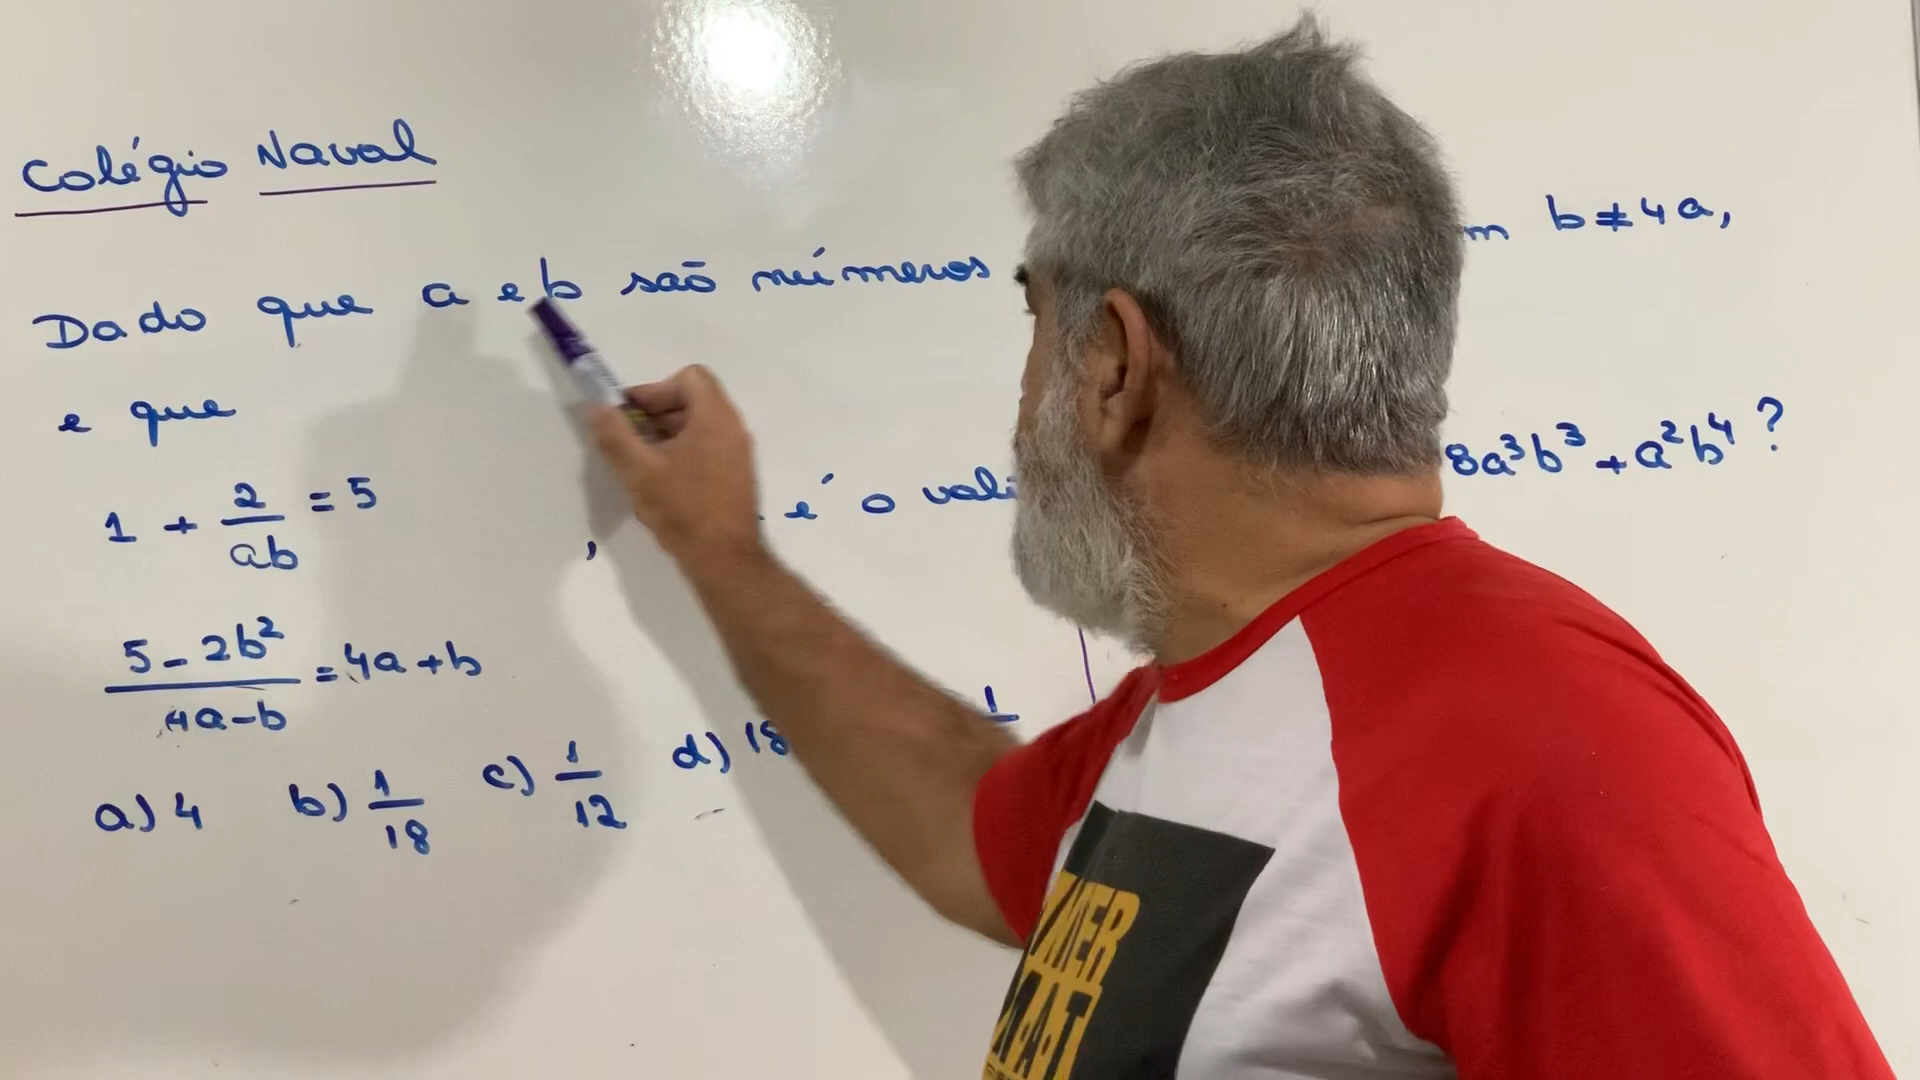 Colégio Naval
Dado que a e b são números b ≠ 4a,
e que
1 + 2/ab = 5 , é o 8a³b³ + a²b⁴ ?
(5 - 2b²)/(4a - b) = 4a + b
a) 4 b) 1/18 c) 1/12 d) 18